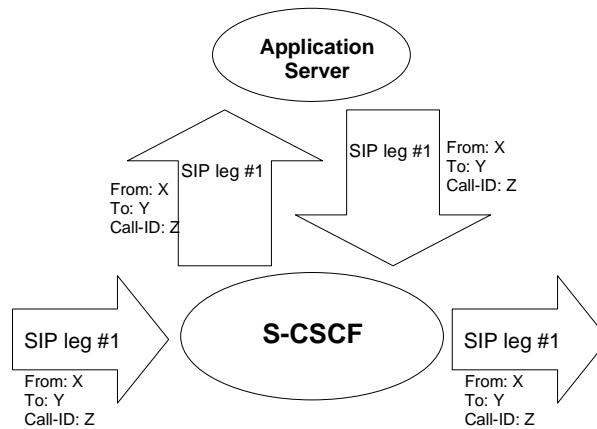 Application
Server
SIP leg #1
From: X
To: Y
Call-ID: Z
SIP leg #1
From: X
To: Y
Call-ID: Z
S-CSCF
SIP leg #1
From: X
To: Y
Call-ID: Z
SIP leg #1
From: X
To: Y
Call-ID: Z